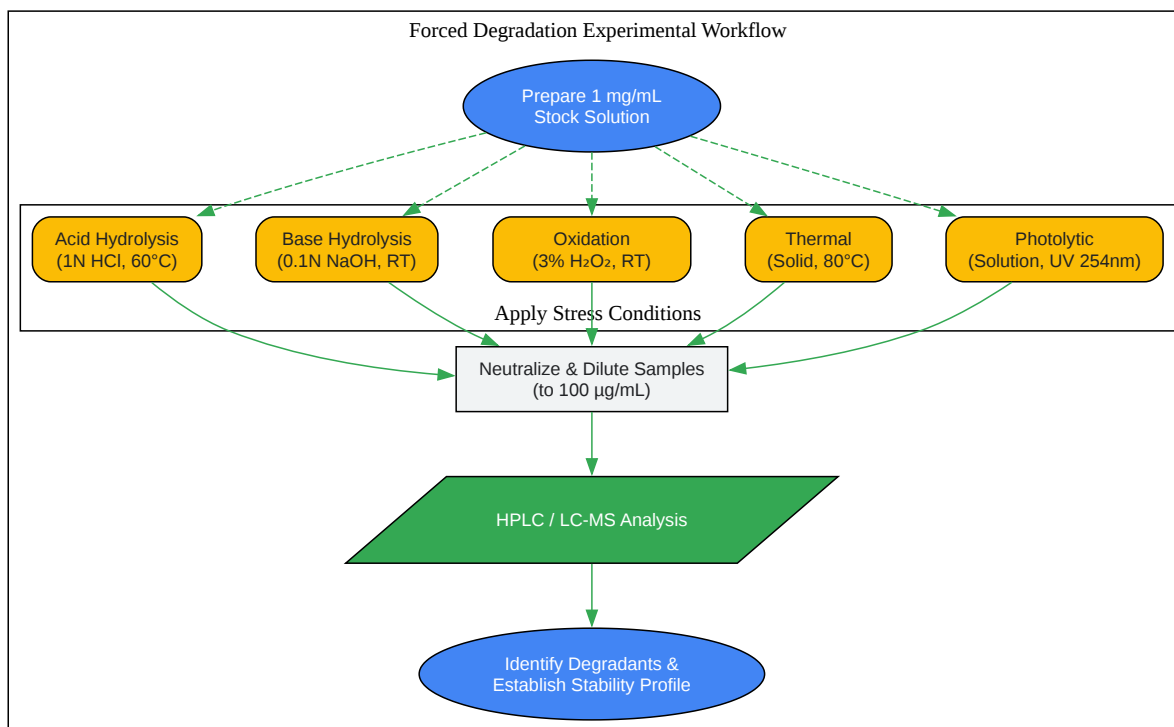 Forced Degradation Experimental Workflow
Prepare 1 mg/mL
Stock Solution
Acid Hydrolysis
(1N HCl, 60°C)
Base Hydrolysis
(0.1N NaOH, RT)
Oxidation
(3% H₂O₂, RT)
Thermal
(Solid, 80°C)
Photolytic
(Solution, UV 254nm)
Apply Stress Conditions
Neutralize & Dilute Samples
(to 100 µg/mL)
HPLC / LC-MS Analysis
Identify Degradants &
Establish Stability Profile